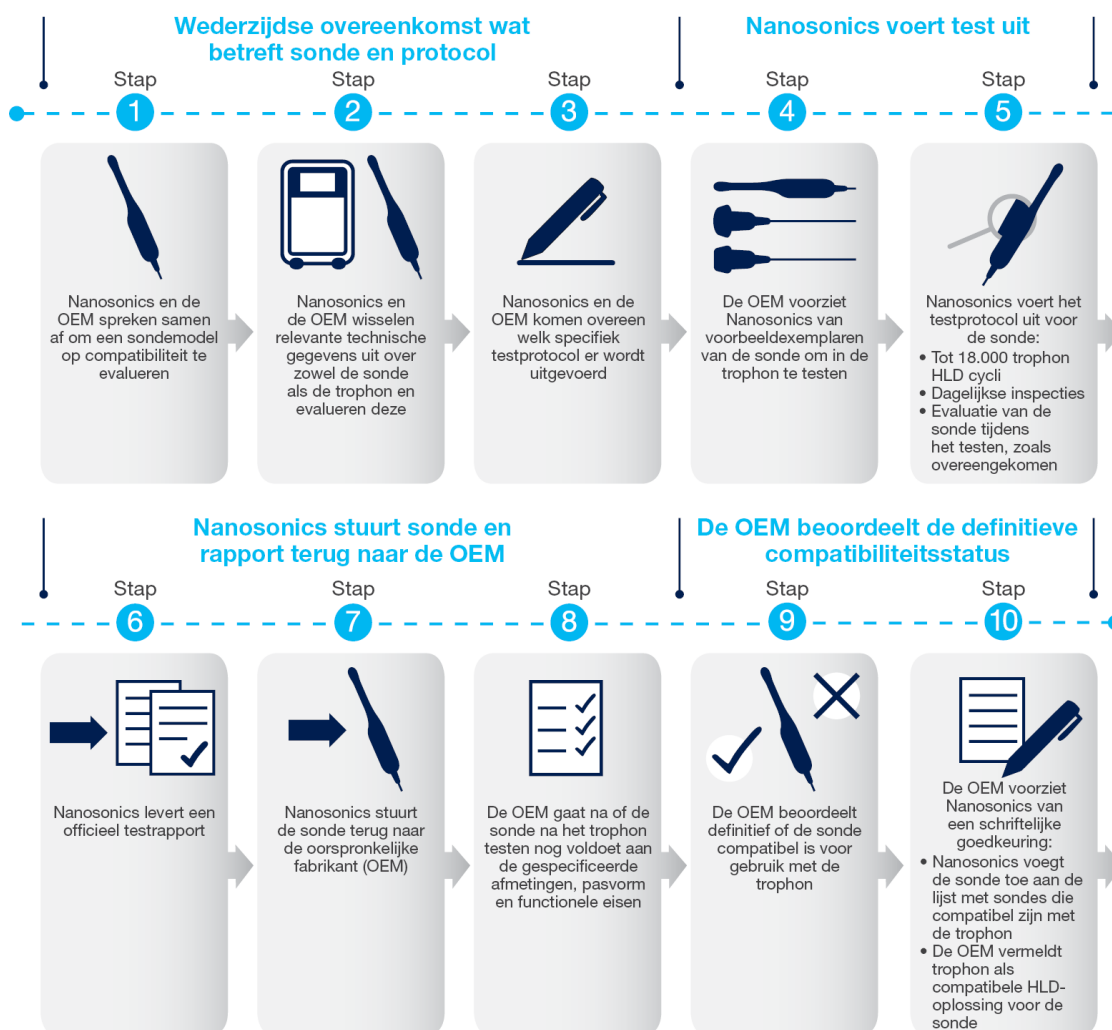 Wederzijdse overeenkomst wat
betreft sonde en protocol
Nanosonics voert test uit
Stap
1
Stap
2
Stap
3
Stap
4
Stap
5
Nanosonics en de
OEM spreken samen
af om een sondemodel
op compatibiliteit te
evalueren
Nanosonics en
de OEM wisselen
relevante technische
gegevens uit over
zowel de sonde
als de trophon en
evalueren deze
Nanosonics en de
OEM komen overeen
welk specifiek
testprotocol er wordt
uitgevoerd
De OEM voorziet
Nanosonics van
voorbeeldexemplaren
van de sonde om in de
trophon te testen
Nanosonics voert het
testprotocol uit voor
de sonde:
• Tot 18.000 trophon
HLD cycli
• Dagelijkse inspecties
• Evaluatie van de
sonde tijdens
het testen, zoals
overeengekomen
Nanosonics stuurt sonde en
rapport terug naar de OEM
De OEM beoordeelt de definitieve
compatibiliteitsstatus
Stap
6
Stap
7
Stap
8
Stap
9
Stap
10
Nanosonics levert een
officieel testrapport
Nanosonics stuurt
de sonde terug naar
de oorspronkelijke
fabrikant (OEM)
De OEM gaat na of de
sonde na het trophon
testen nog voldoet aan
de gespecificeerde
afmetingen, pasvorm
en functionele eisen
De OEM beoordeelt
definitief of de sonde
compatibel is voor
gebruik met de
trophon
De OEM voorziet
Nanosonics van
een schriftelijke
goedkeuring:
• Nanosonics voegt
de sonde toe aan de
lijst met sondes die
compatibel zijn met
de trophon
• De OEM vermeldt
trophon als
compatibele HLD-
oplossing voor de
sonde